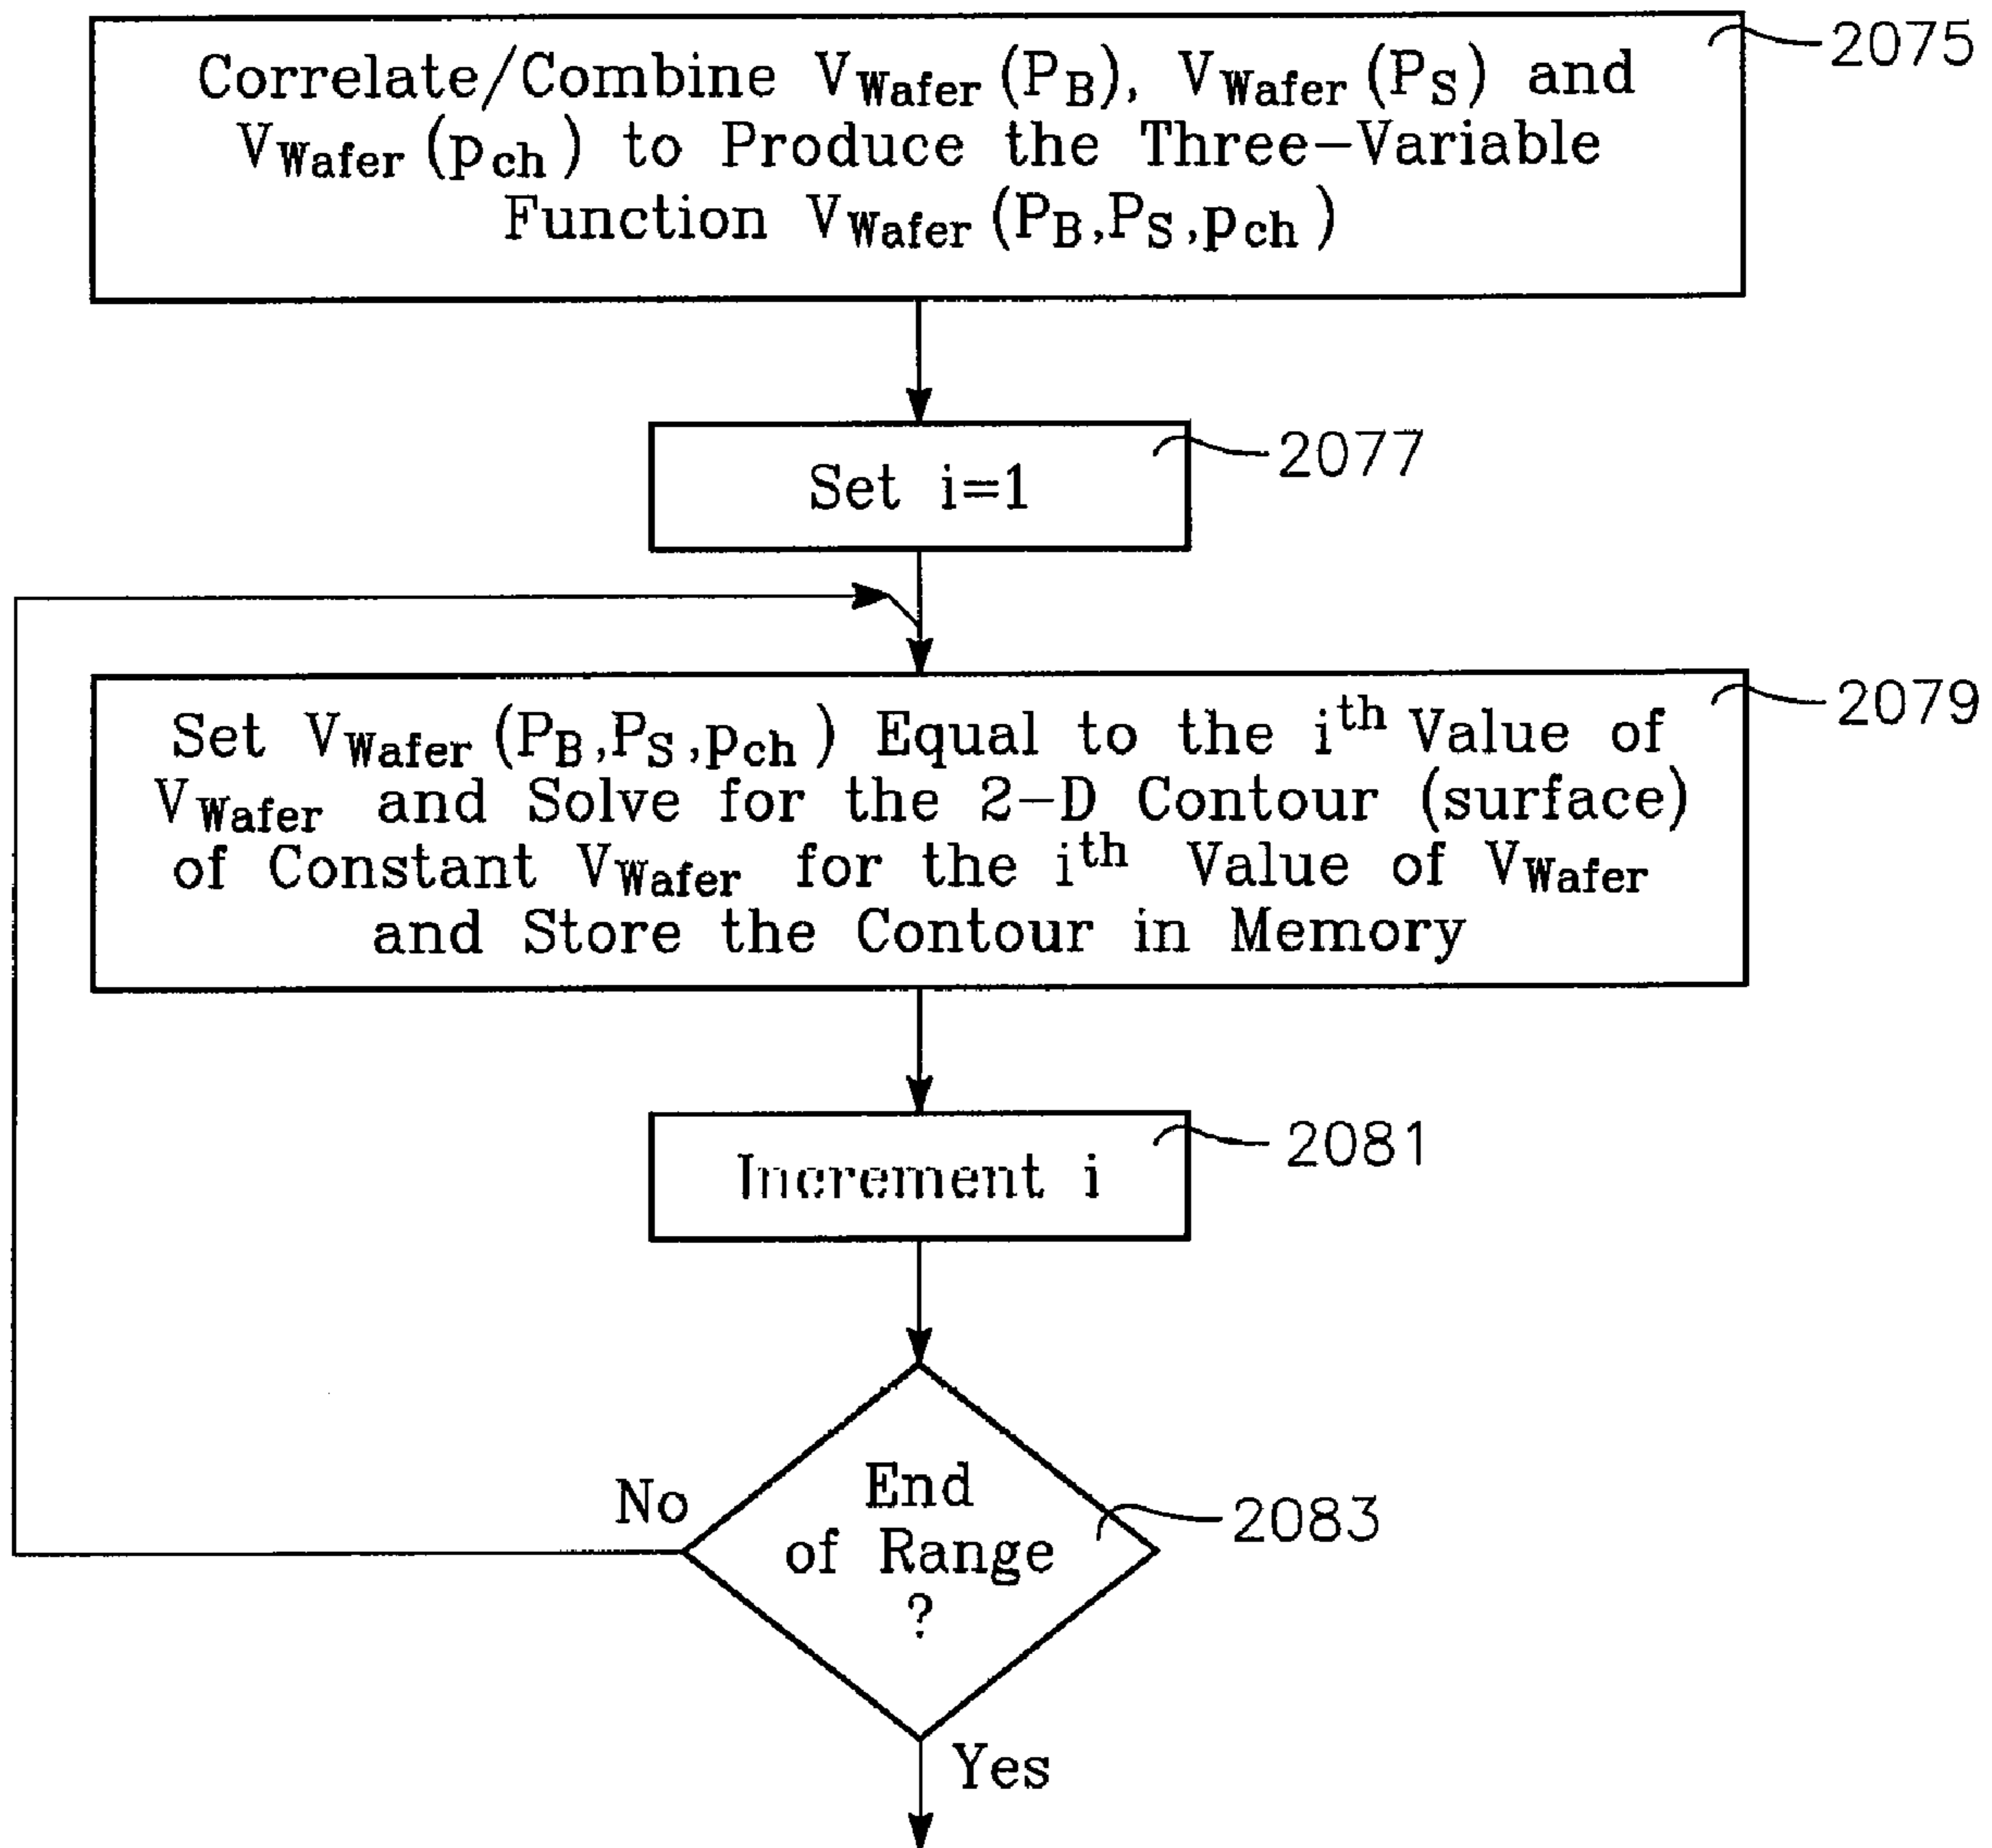 Correlate/Combine VWafer(PB), VWafer(PS) and
VWafer(pch) to Produce the Three-Variable
Function VWafer(PB,PS,pch)
2075
Set i=1
2077
Set VWafer(PB,PS,pch) Equal to the ith Value of
VWafer and Solve for the 2-D Contour (surface)
of Constant VWafer for the ith Value of VWafer
and Store the Contour in Memory
2079
Increment i
2081
End
of Range
?
2083
No
Yes